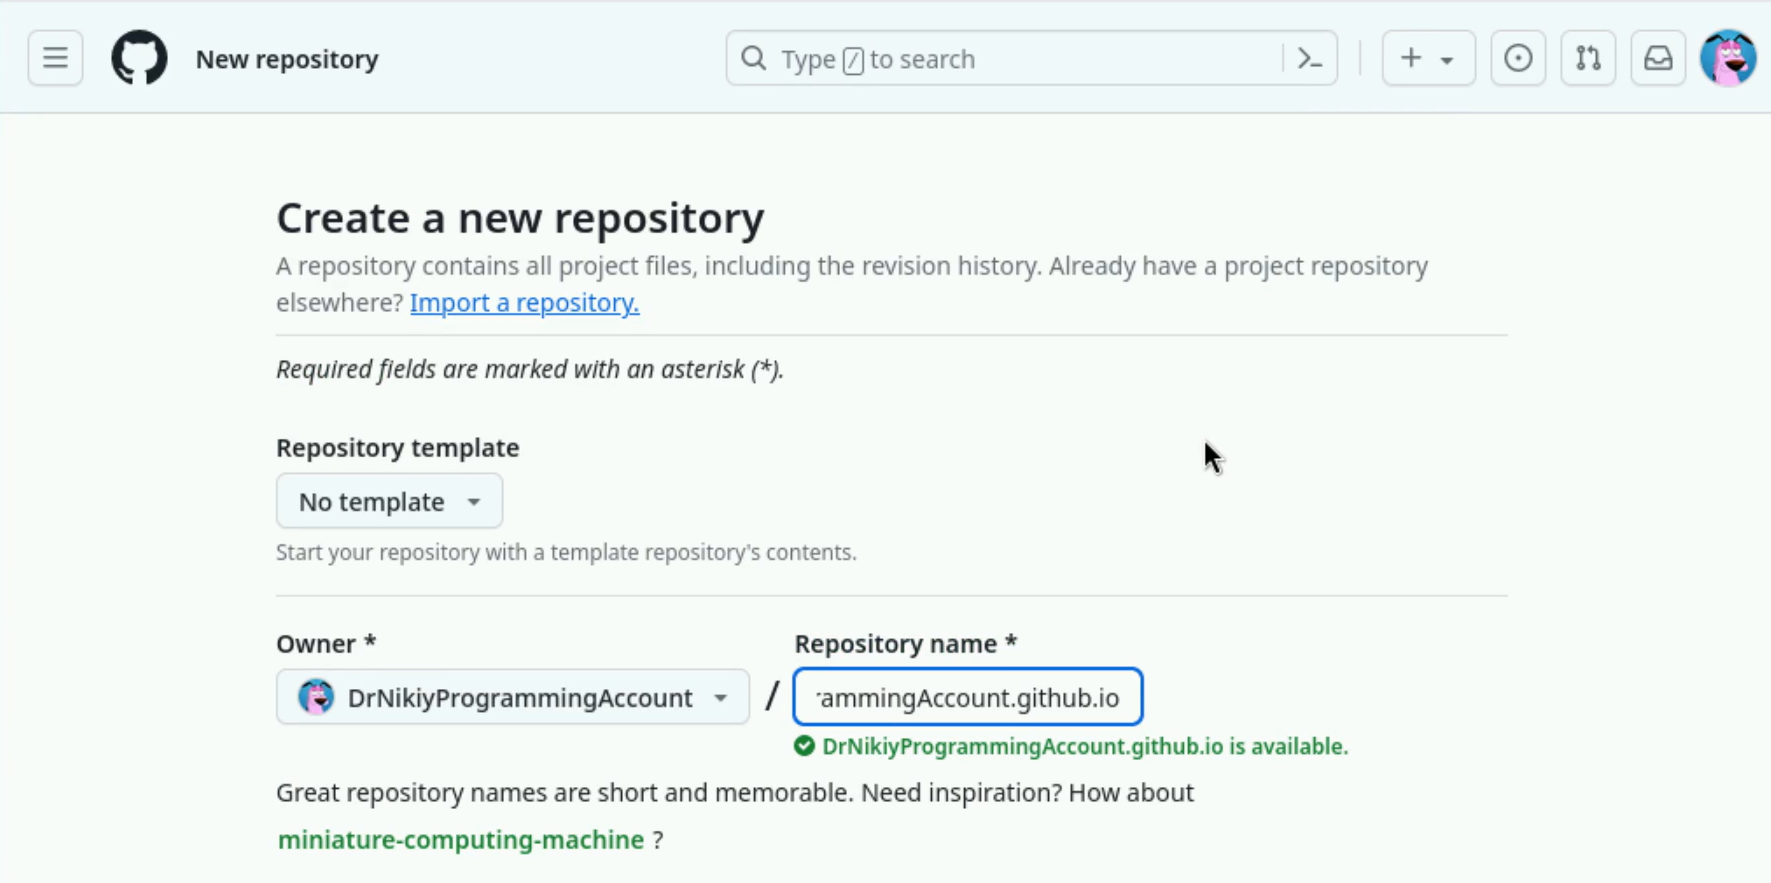 New repository
Type / to search
Create a new repository
A repository contains all project files, including the revision history. Already have a project repository
elsewhere? Import a repository.
Required fields are marked with an asterisk (*).
Repository template
No template
Start your repository with a template repository's contents.
Owner *
Repository name *
DrNikiyProgrammingAccount / rammingAccount.github.io
DrNikiyProgrammingAccount.github.io is available.
Great repository names are short and memorable. Need inspiration? How about
miniature-computing-machine ?